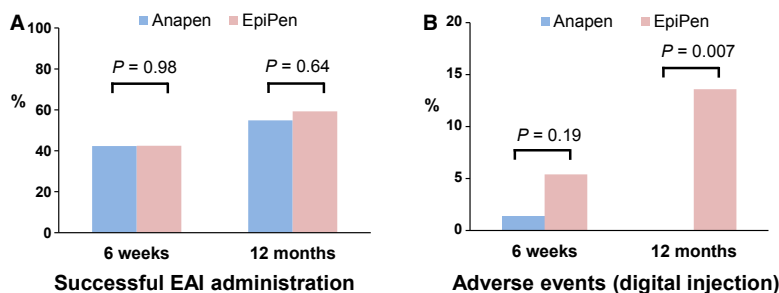 A
Anapen EpiPen
100
80
60
40
20
0
%
P = 0.98
P = 0.64
6 weeks 12 months
Successful EAI administration
B
Anapen EpiPen
20
15
10
5
0
%
P = 0.19
P = 0.007
6 weeks 12 months
Adverse events (digital injection)